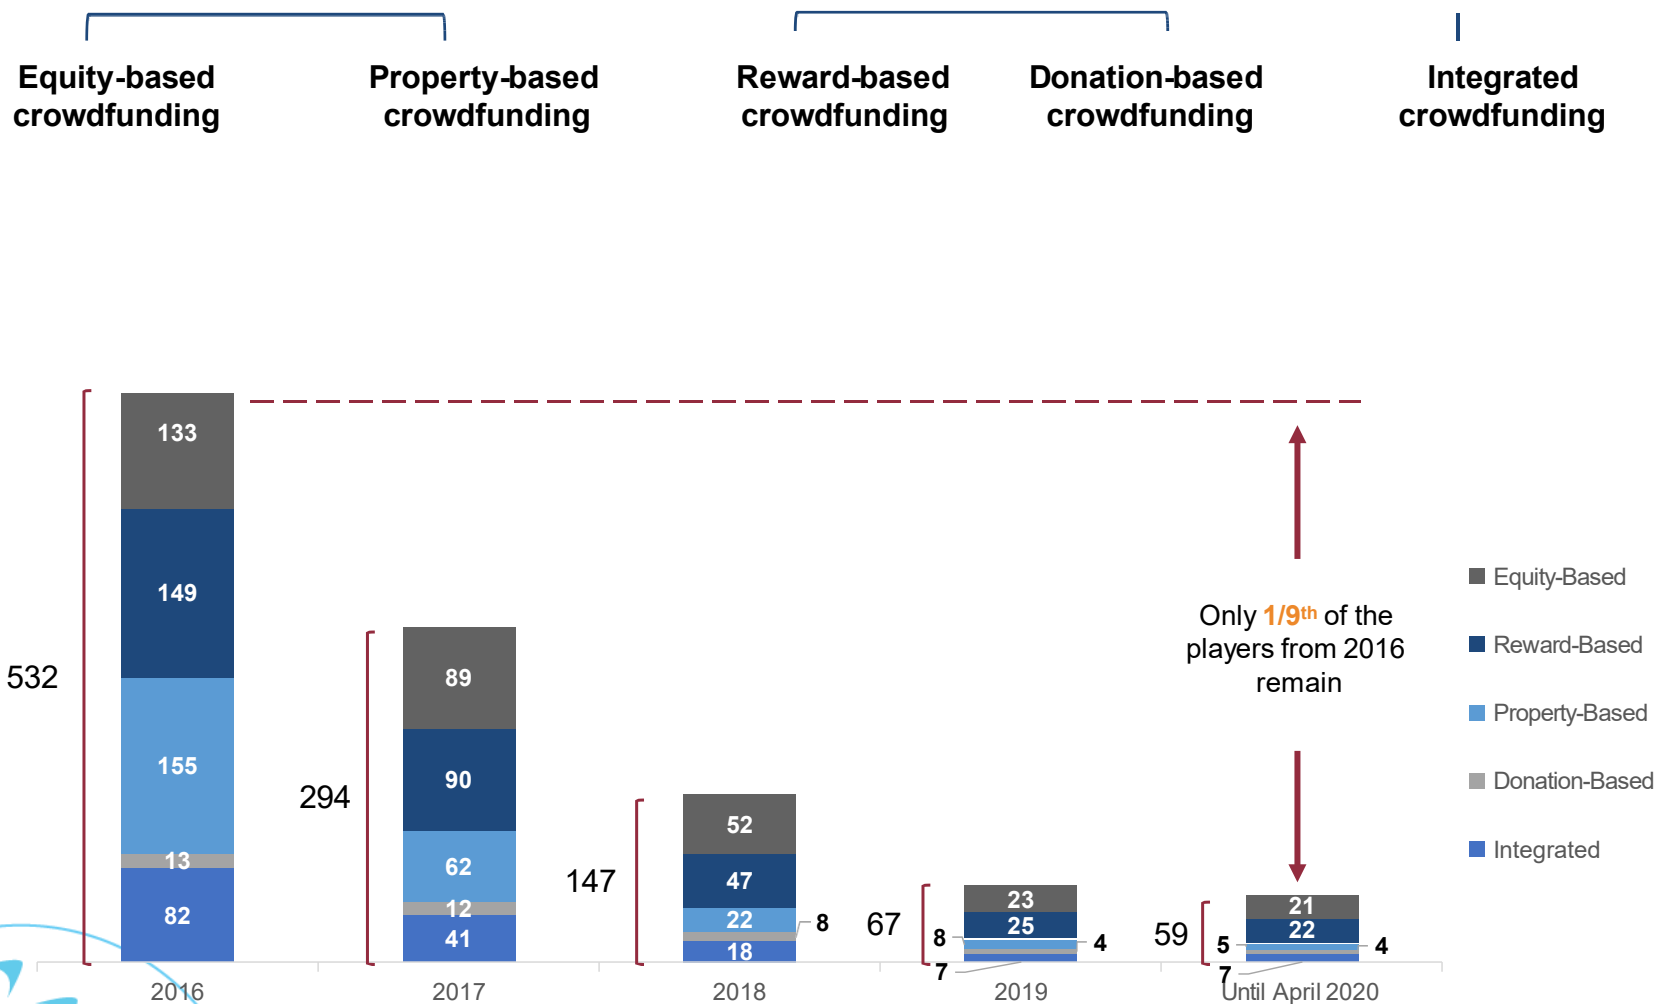 Equity-based
crowdfunding
Property-based
crowdfunding
Reward-based
crowdfunding
Donation-based
crowdfunding
Integrated
crowdfunding
532
133
149
155
13
82
2016
294
89
90
62
12
41
2017
147
52
47
22
8
18
2018
67
23
25
8
4
7
2019
59
21
22
5
4
7
Until April 2020
Only 1/9th of the
players from 2016
remain
Equity-Based
Reward-Based
Property-Based
Donation-Based
Integrated